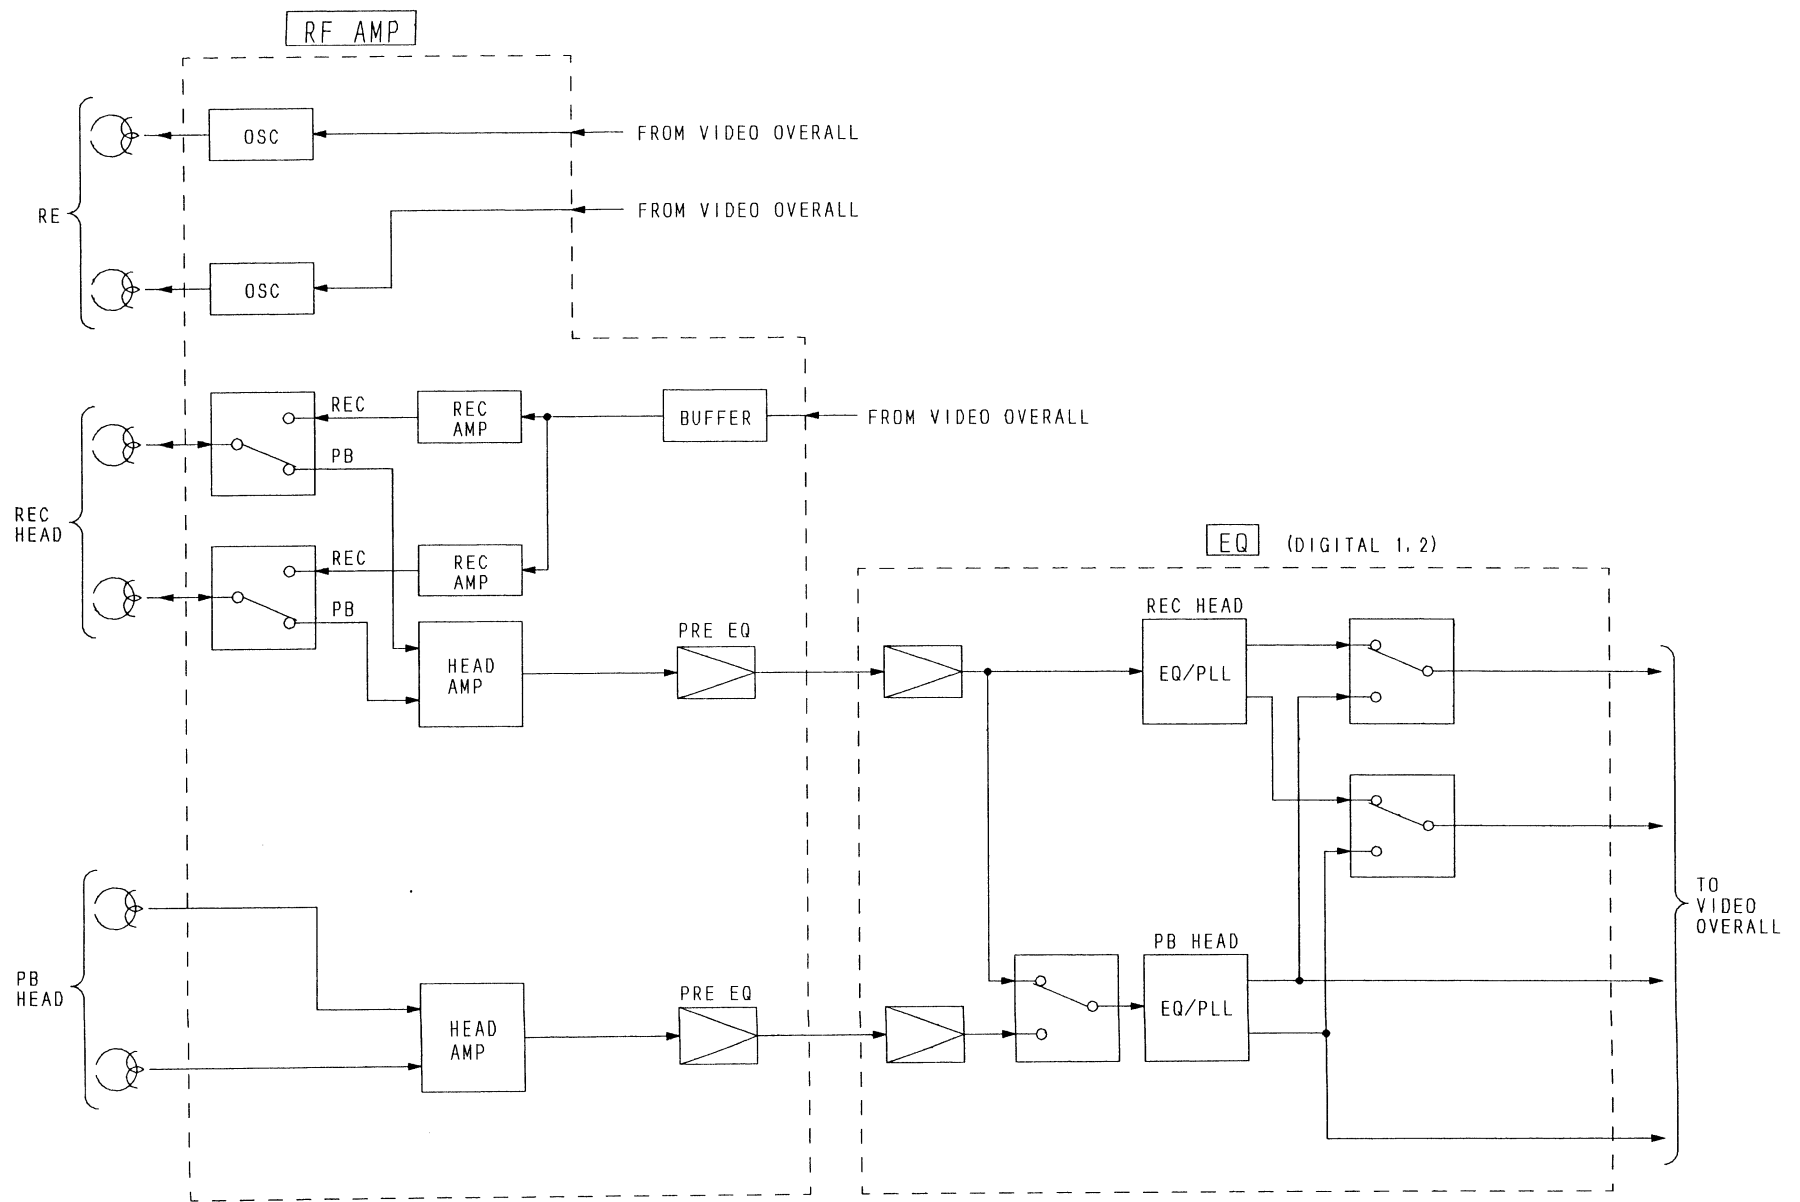 RF AMP
OSC
FROM VIDEO OVERALL
FROM VIDEO OVERALL
RE
OSC
REC
REC
AMP
BUFFER
FROM VIDEO OVERALL
PB
REC
HEAD
REC
REC
AMP
PB
EQ (DIGITAL 1,2)
REC HEAD
PRE EQ
HEAD
AMP
EQ/PLL
TO
VIDEO
OVERALL
PB
HEAD
PB HEAD
PRE EQ
HEAD
AMP
EQ/PLL